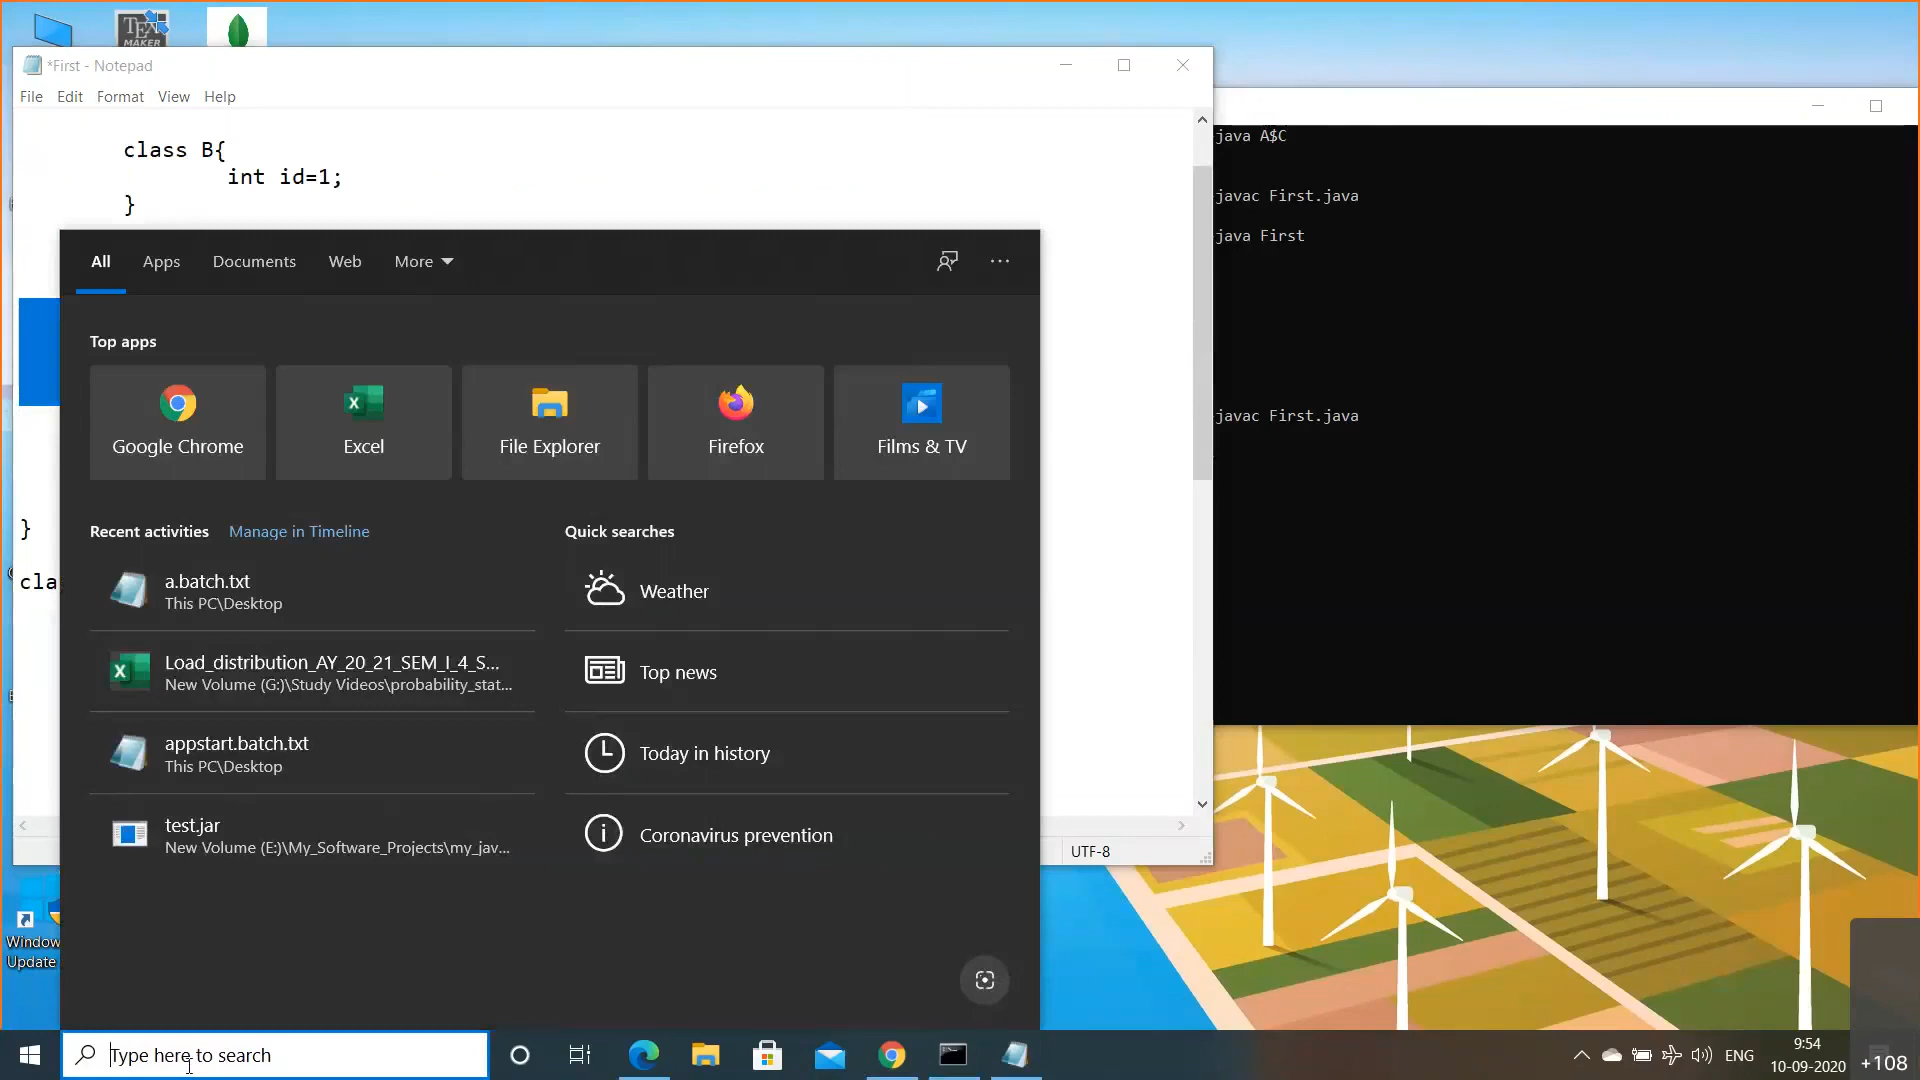 TEX
MAKER
*First - Notepad
File Edit Format View Help
class B{
int id=1;
}
java A$C
javac First.java
java First
javac First.java
All Apps Documents Web More
Top apps
Google Chrome Excel File Explorer Firefox Films & TV
Recent activities Manage in Timeline
Quick searches
a.batch.txt
This PC\Desktop
Load_distribution_AY_20_21_SEM_I_4_S...
New Volume (G:)\Study Videos\probability_stat...
appstart.batch.txt
This PC\Desktop
test.jar
New Volume (E:)\My_Software_Projects\my_jav...
Weather
Top news
Today in history
Coronavirus prevention
}
cla
UTF-8
Window
Update
Type here to search
ENG
9:54
10-09-2020
+108